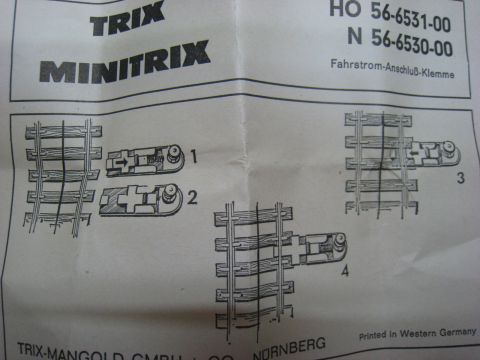 TRIX
MINITRIX
HO 56-6531-00
N 56-6530-00
Fahrstrom-Anschluß-Klemme
1
2
3
4
TRIX-MANGOLD GMBH + CO., NÜRNBERG
Printed in Western Germany